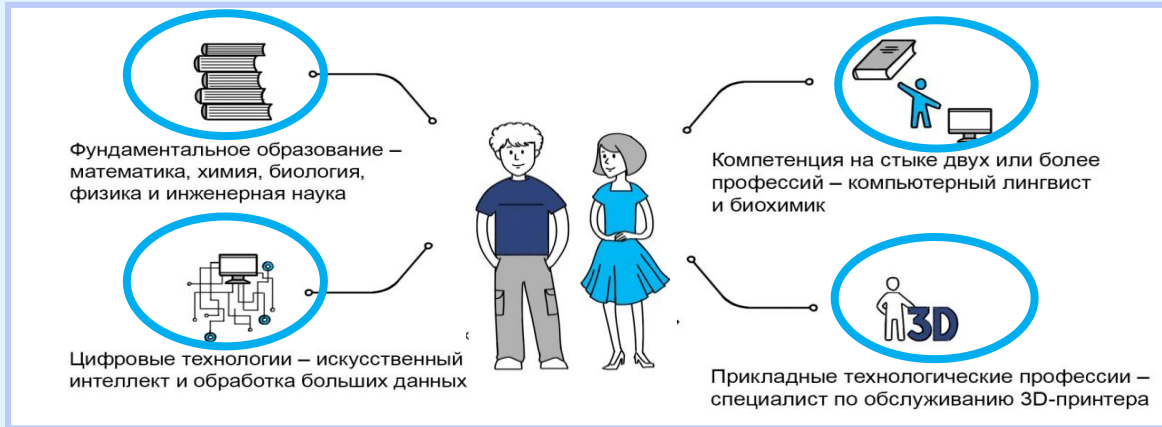 Фундаментальное образование –
математика, химия, биология,
физика и инженерная наука
Компетенция на стыке двух или более
профессий – компьютерный лингвист
и биохимик
Цифровые технологии – искусственный
интеллект и обработка больших данных
3D
Прикладные технологические профессии –
специалист по обслуживанию 3D-принтера